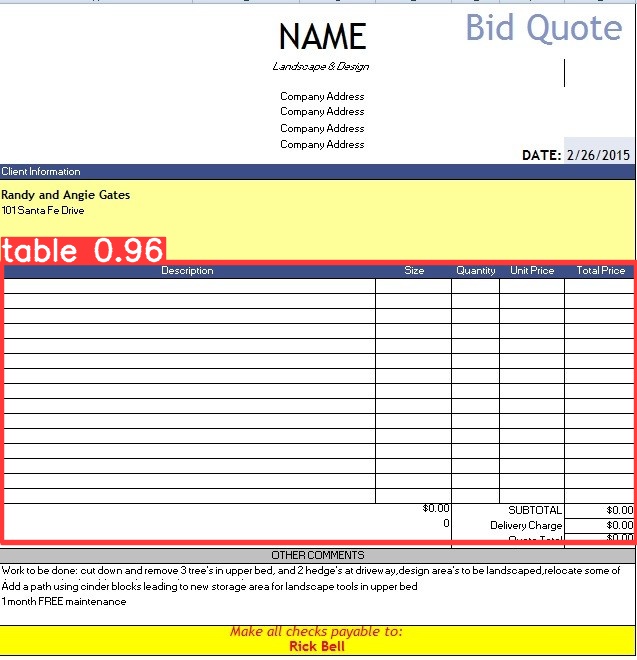 Bid Quote
NAME
Landscape & Design
Company Address
Company Address
Company Address
Company Address
DATE: 2/26/2015
Client Information
Randy and Angie Gates
101 Santa Fe Drive
table 0.96
Description Size Quantity Unit Price Total Price
$0.00 SUBTOTAL $0.00
0 Delivery Charge $0.00
Quote Total $0.00
OTHER COMMENTS
Work to be done: cut down and remove 3 tree's in upper bed, and 2 hedge's at driveway,design area's to be landscaped,relocate some of
Add a path using cinder blocks leading to new storage area for landscape tools in upper bed
1 month FREE maintenance
Make all checks payable to:
Rick Bell